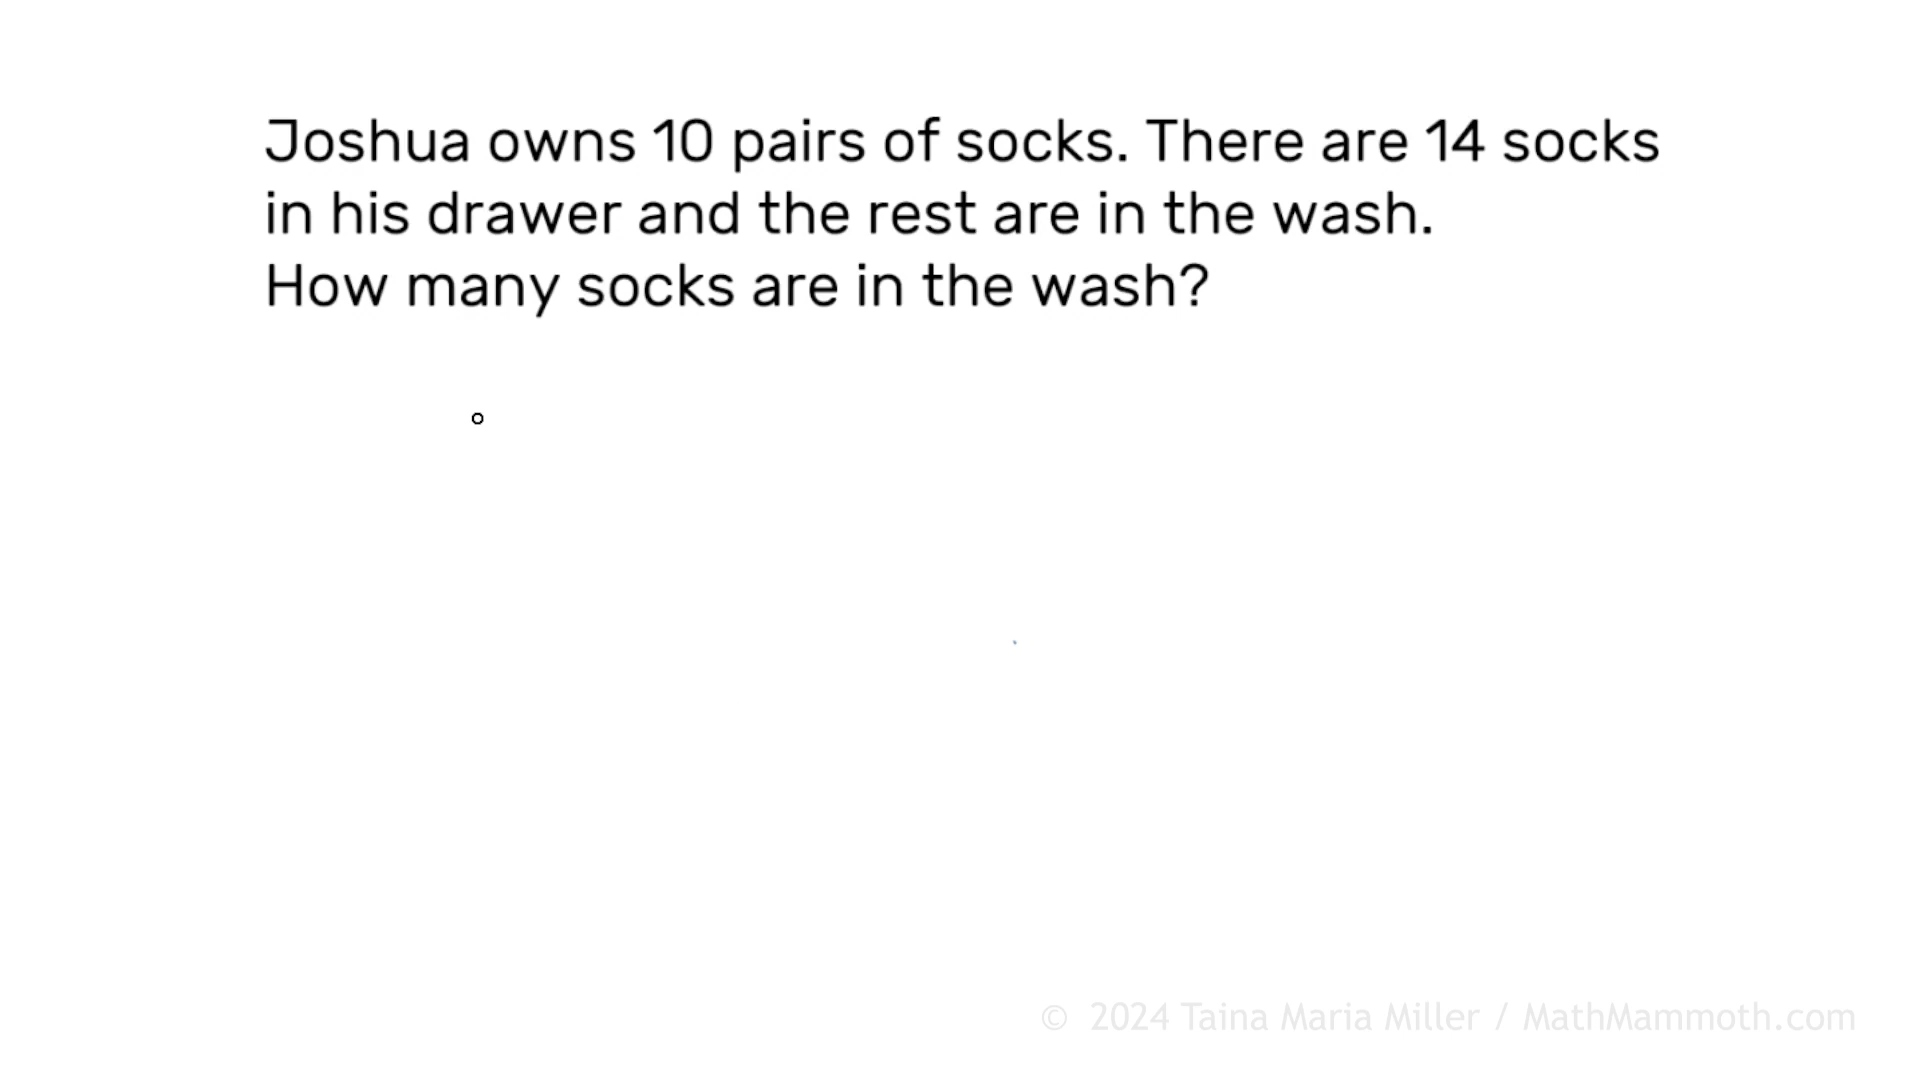 Joshua owns 10 pairs of socks. There are 14 socks
in his drawer and the rest are in the wash.
How many socks are in the wash?
© 2024 Taina Maria Miller / MathMammoth.com